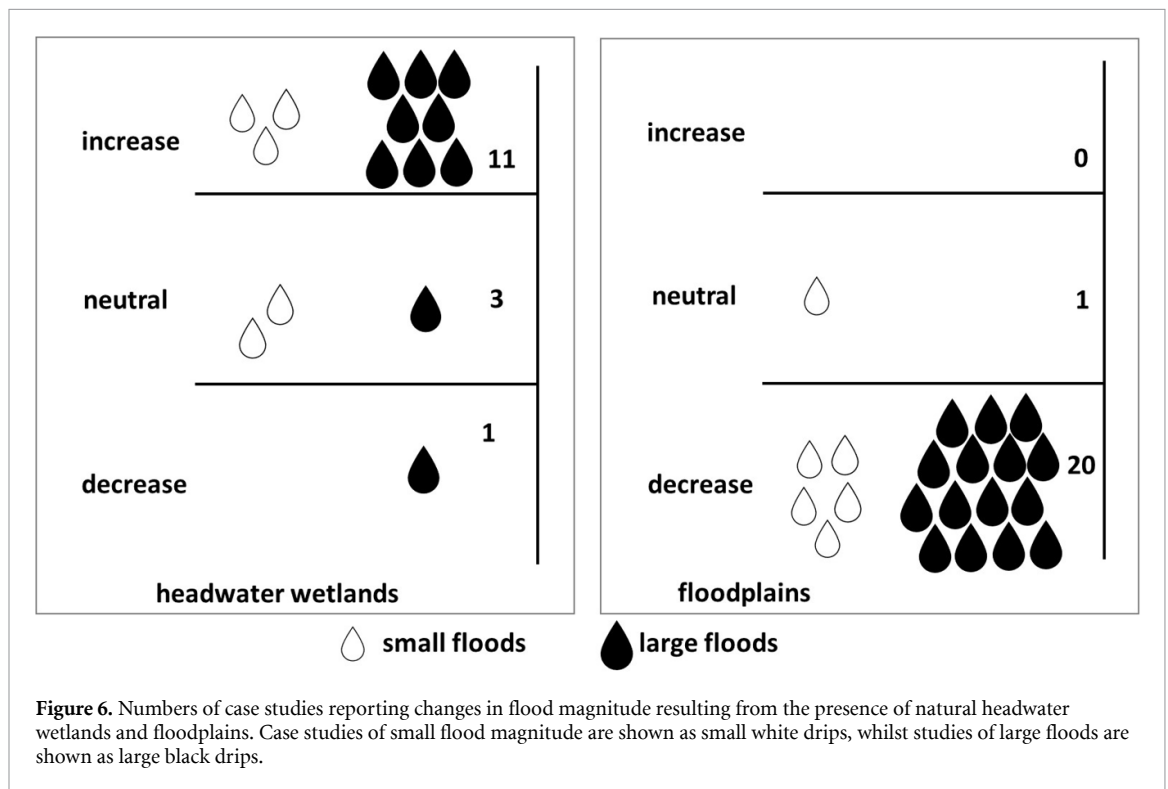 increase
11
neutral
3
1
decrease
headwater wetlands
increase
0
neutral
1
decrease
20
floodplains
small floods
large floods
Figure 6. Numbers of case studies reporting changes in flood magnitude resulting from the presence of natural headwater
wetlands and floodplains. Case studies of small flood magnitude are shown as small white drips, whilst studies of large floods are
shown as large black drips.